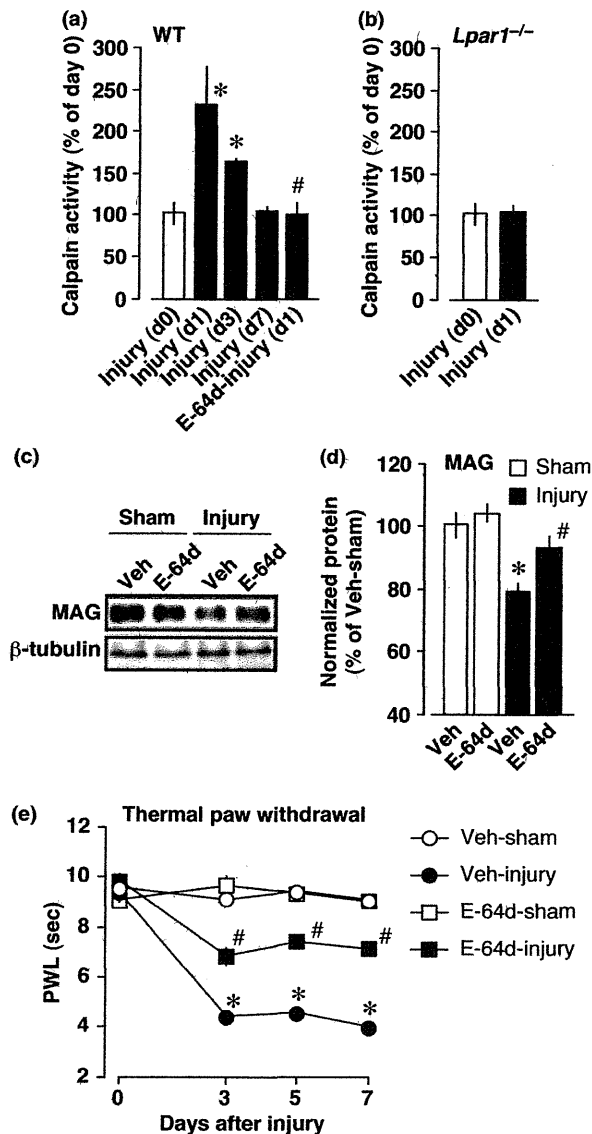 (a) WT
Calpain activity (% of day 0)
300
250
200
150
100
50
0
*
*
#
Injury (d0)
Injury (d1)
Injury (d3)
Injury (d7)
E-64d-Injury (d1)
(b) Lpar1–/–
Calpain activity (% of day 0)
300
250
200
150
100
50
0
Injury (d0)
Injury (d1)
(c)
Sham Injury
Veh E-64d Veh E-64d
MAG
β-tubulin
(d) MAG
Sham
Injury
Normalized protein
(% of Veh-sham)
120
100
80
60
40
*
#
Veh
E-64d
Veh
E-64d
(e) Thermal paw withdrawal
PWL (sec)
12
10
8
6
4
2
# # #
* * *
0 3 5 7
Days after injury
Veh-sham
Veh-injury
E-64d-sham
E-64d-injury